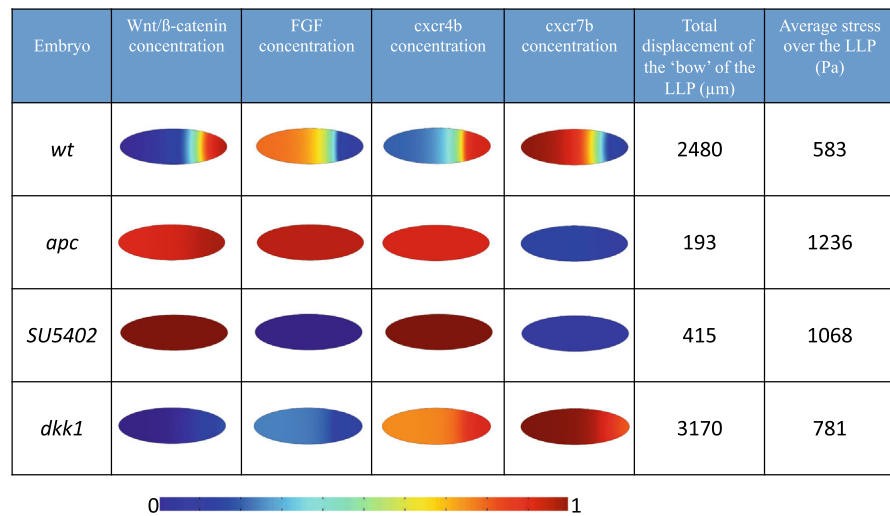 Embryo
Wnt/ß-catenin
concentration
FGF
concentration
cxcr4b
concentration
cxcr7b
concentration
Total
displacement of
the ‘bow’ of the
LLP (µm)
Average stress
over the LLP
(Pa)
wt
2480
583
apc
193
1236
SU5402
415
1068
dkk1
3170
781
0
1